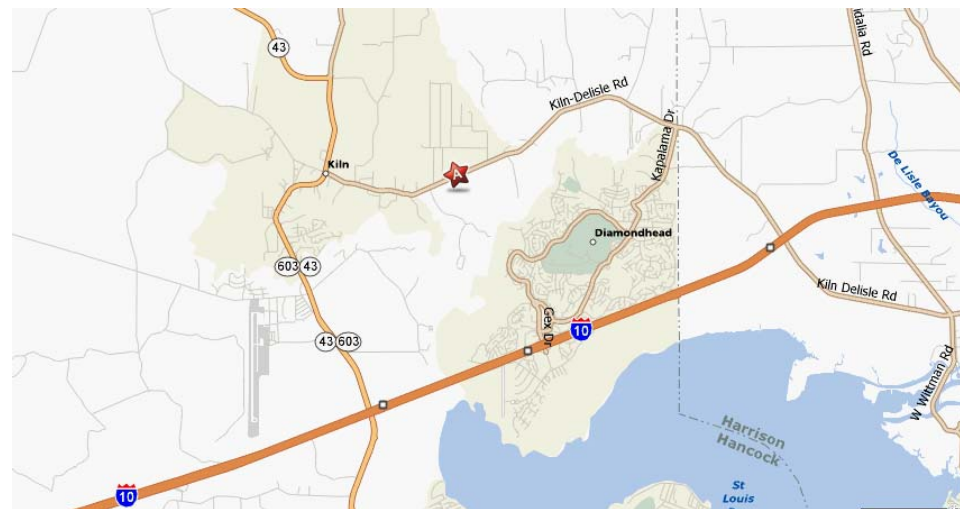 43
Kiln-Delisle Rd
Kapalama Dr
De Lisle Bayou
Kiln
A
Diamondhead
603 43
Kiln Delisle Rd
Gex Dr
10
43 603
W Wittman Rd
Harrison
Hancock
10
St
Louis